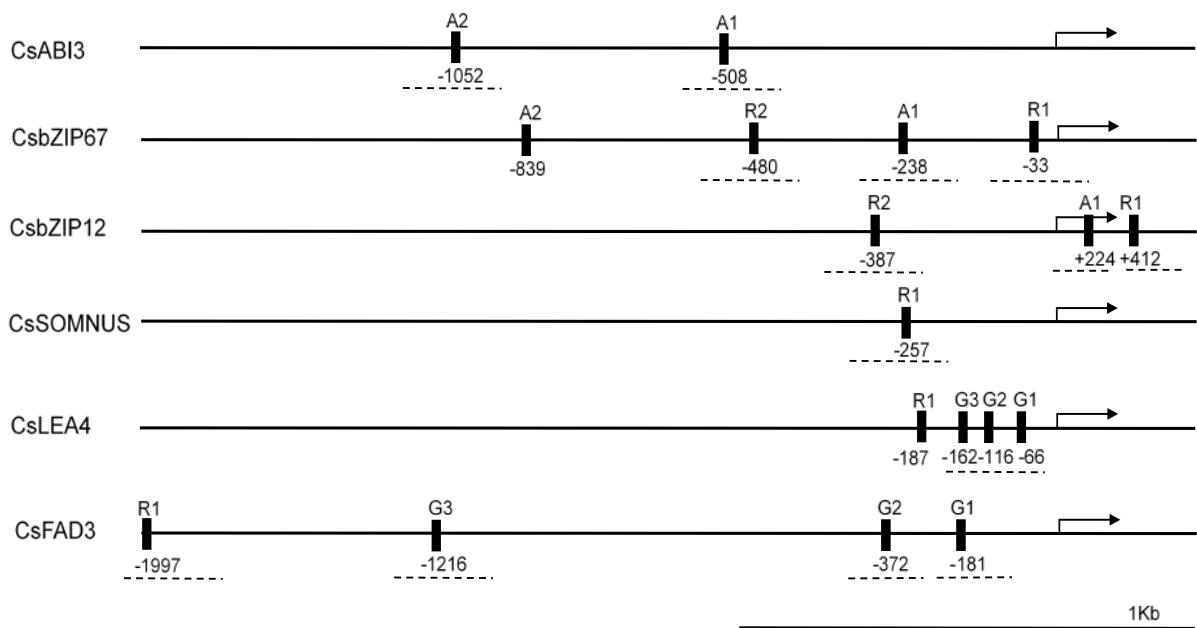 A2 A1
CsABI3
-1052 -508
A2 R2 A1 R1
CsbZIP67
-839 -480 -238 -33
R2 A1 R1
CsbZIP12
-387 +224 +412
R1
CsSOMNUS
-257
R1 G3 G2 G1
CsLEA4
-187 -162 -116 -66
R1 G3 G2 G1
CsFAD3
-1997 -1216 -372 -181
1Kb